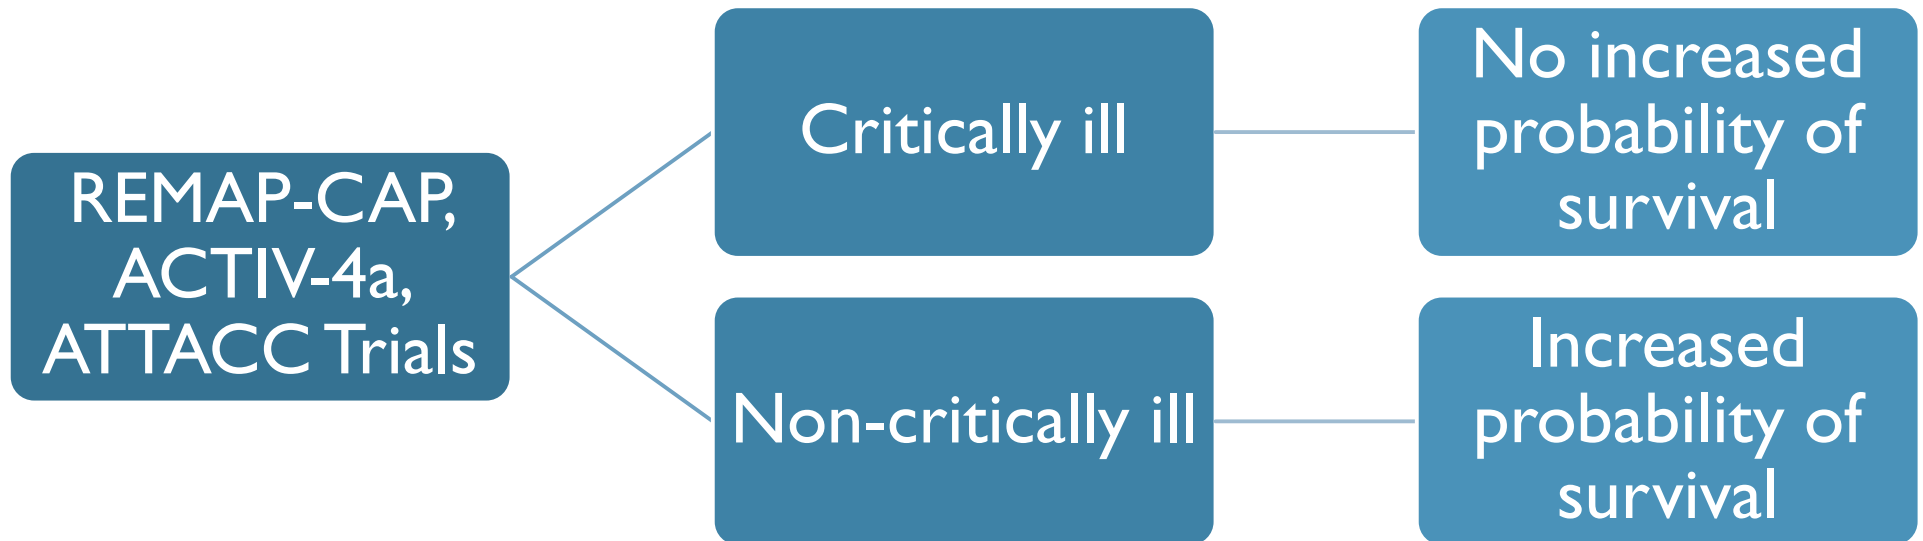 REMAP-CAP,
ACTIV-4a,
ATTACC Trials
Critically ill
No increased
probability of
survival
Non-critically ill
Increased
probability of
survival